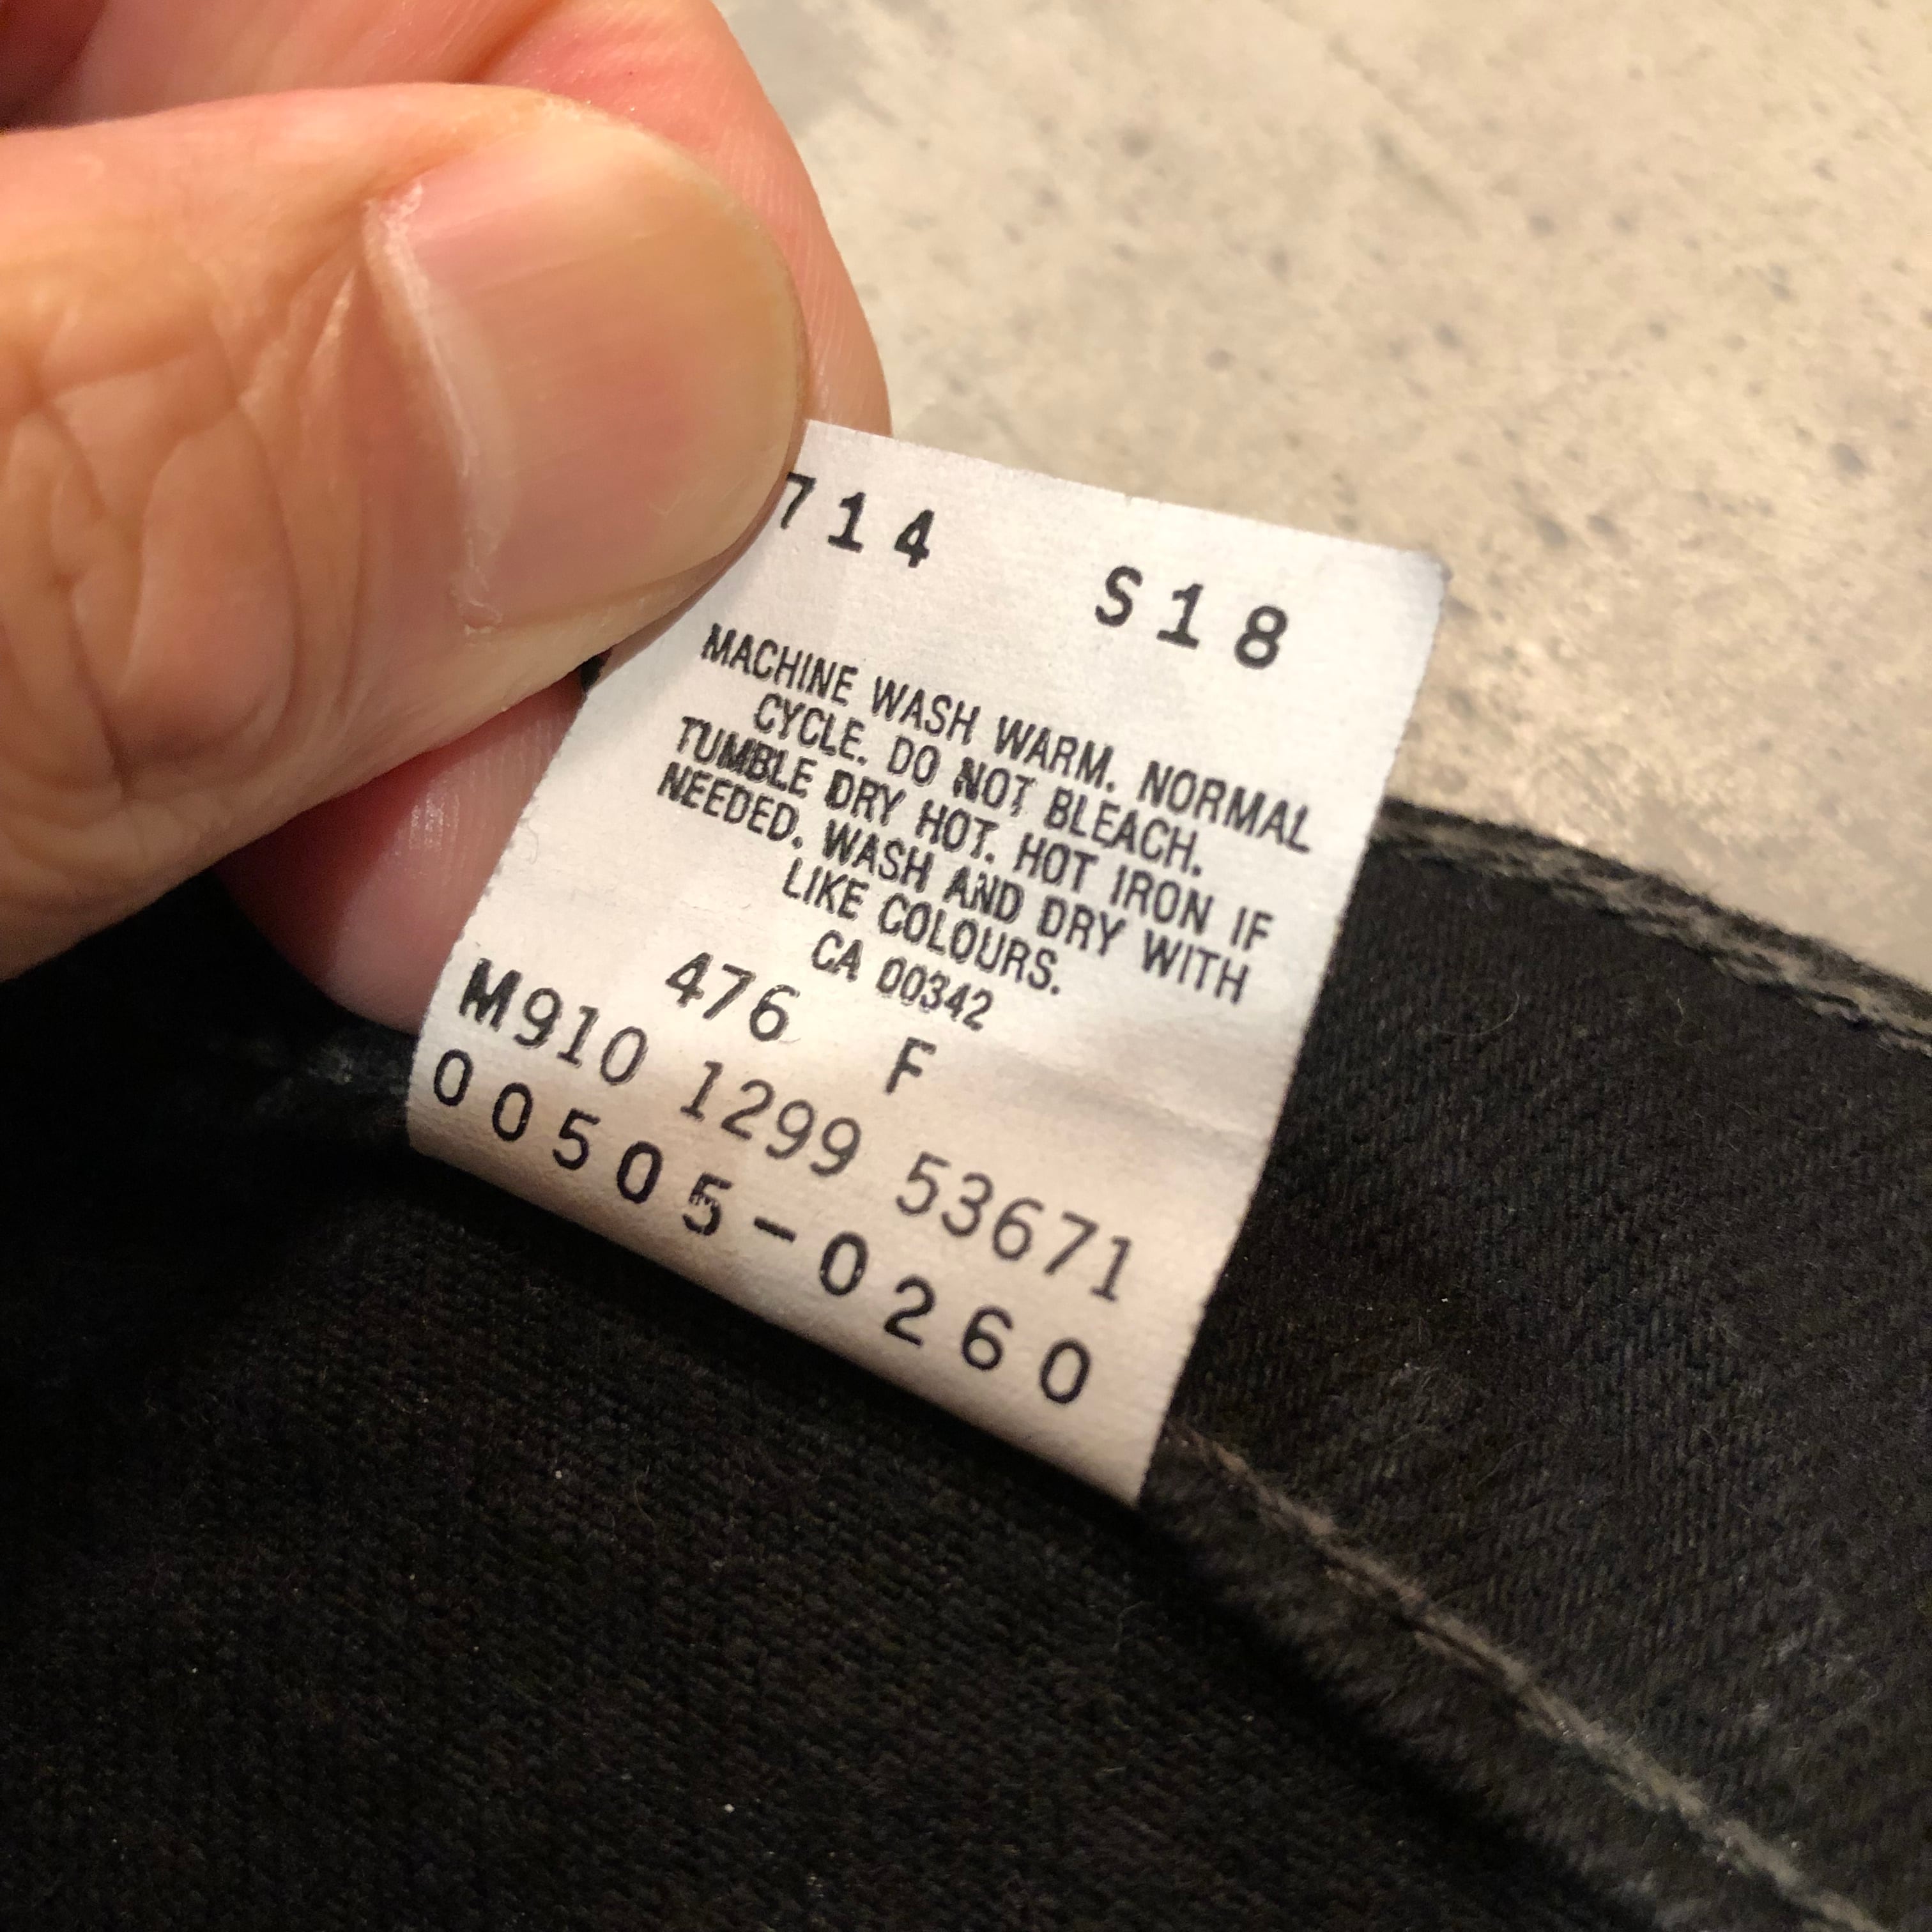 714 S18
MACHINE WASH WARM. NORMAL
CYCLE. DO NOT BLEACH.
TUMBLE DRY HOT. HOT IRON IF
NEEDED. WASH AND DRY WITH
LIKE COLOURS.
CA 00342
476 F
M910 1299 53671
00505-0260